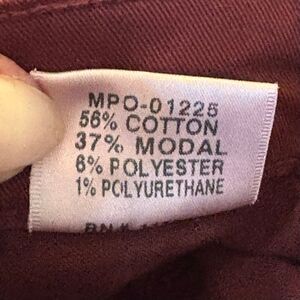 MPO-01225
56% COTTON
37% MODAL
6% POLYESTER
1% POLYURETHANE